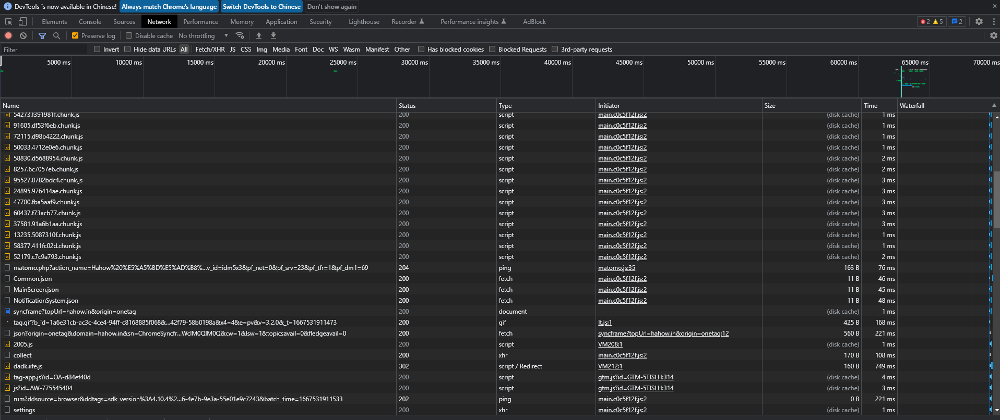 DevTools is now available in Chinese! Always match Chrome's language Switch DevTools to Chinese Don't show again
Elements Console Sources Network Performance Memory Application Security Lighthouse Recorder Performance insights AdBlock 2 5 2
Preserve log Disable cache No throttling
Filter Invert Hide data URLs All Fetch/XHR JS CSS Img Media Font Doc WS Wasm Manifest Other Has blocked cookies Blocked Requests 3rd-party requests
5000 ms 10000 ms 15000 ms 20000 ms 25000 ms 30000 ms 35000 ms 40000 ms 45000 ms 50000 ms 55000 ms 60000 ms 65000 ms 70000 ms
Name Status Type Initiator Size Time Waterfall
54273.f391981f.chunk.js 200 script main.c0c5f12f.js:2 (disk cache) 1 ms
91605.df53f6eb.chunk.js 200 script main.c0c5f12f.js:2 (disk cache) 1 ms
72115.d98b4222.chunk.js 200 script main.c0c5f12f.js:2 (disk cache) 1 ms
50033.4712e0e6.chunk.js 200 script main.c0c5f12f.js:2 (disk cache) 1 ms
58830.d5688954.chunk.js 200 script main.c0c5f12f.js:2 (disk cache) 2 ms
8257.6c7057e6.chunk.js 200 script main.c0c5f12f.js:2 (disk cache) 2 ms
95527.0782bdc4.chunk.js 200 script main.c0c5f12f.js:2 (disk cache) 3 ms
24895.976414ae.chunk.js 200 script main.c0c5f12f.js:2 (disk cache) 3 ms
47700.fba5aaf9.chunk.js 200 script main.c0c5f12f.js:2 (disk cache) 3 ms
60437.f73acb77.chunk.js 200 script main.c0c5f12f.js:2 (disk cache) 3 ms
37581.91a6b1aa.chunk.js 200 script main.c0c5f12f.js:2 (disk cache) 3 ms
13235.5087310f.chunk.js 200 script main.c0c5f12f.js:2 (disk cache) 1 ms
58377.411fc02d.chunk.js 200 script main.c0c5f12f.js:2 (disk cache) 1 ms
52179.c7c9a793.chunk.js 200 script main.c0c5f12f.js:2 (disk cache) 2 ms
matomo.php?action_name=Hahow%20%E5%A5%BD%E5%AD%B8%...v_id=idm5x3&pf_net=0&pf_srv=23&pf_tfr=1&pf_dm1=69 204 ping matomo.js:35 163 B 76 ms
Common.json 200 fetch main.c0c5f12f.js:2 11 B 46 ms
MainScreen.json 200 fetch main.c0c5f12f.js:2 11 B 45 ms
NotificationSystem.json 200 fetch main.c0c5f12f.js:2 11 B 48 ms
syncframe?topUrl=hahow.in&origin=onetag 200 document (disk cache) 1 ms
tag.gif?b_id=1a6e31cb-ac3c-4ce4-94ff-c8168885f068&...42f79-58b0198a&x4=4&e=pv&v=3.2.0&_t=1667531911473 200 gif lt.js:1 425 B 168 ms
json?origin=onetag&domain=hahow.in&sn=ChromeSyncfr...WclM0QlM0Q&cw=1&lsw=1&topicsavail=0&fledgeavail=0 200 fetch syncframe?topUrl=hahow.in&origin=onetag:12 560 B 221 ms
2005.js 200 script VM208:1 (disk cache) 1 ms
collect 200 xhr main.c0c5f12f.js:2 170 B 108 ms
dadk.iife.js 302 script / Redirect VM212:1 160 B 749 ms
tag-app.js?id=OA-d84ef40d 200 script gtm.js?id=GTM-5TJSLH:314 (disk cache) 4 ms
js?id=AW-775545404 200 script gtm.js?id=GTM-5TJSLH:314 (disk cache) 3 ms
rum?ddsource=browser&ddtags=sdk_version%3A4.10.4%2...6-4e7b-9e3a-55e01e9c7243&batch_time=1667531911533 202 ping main.c0c5f12f.js:2 0 B 221 ms
settings 200 xhr main.c0c5f12f.js:2 (disk cache) 1 ms